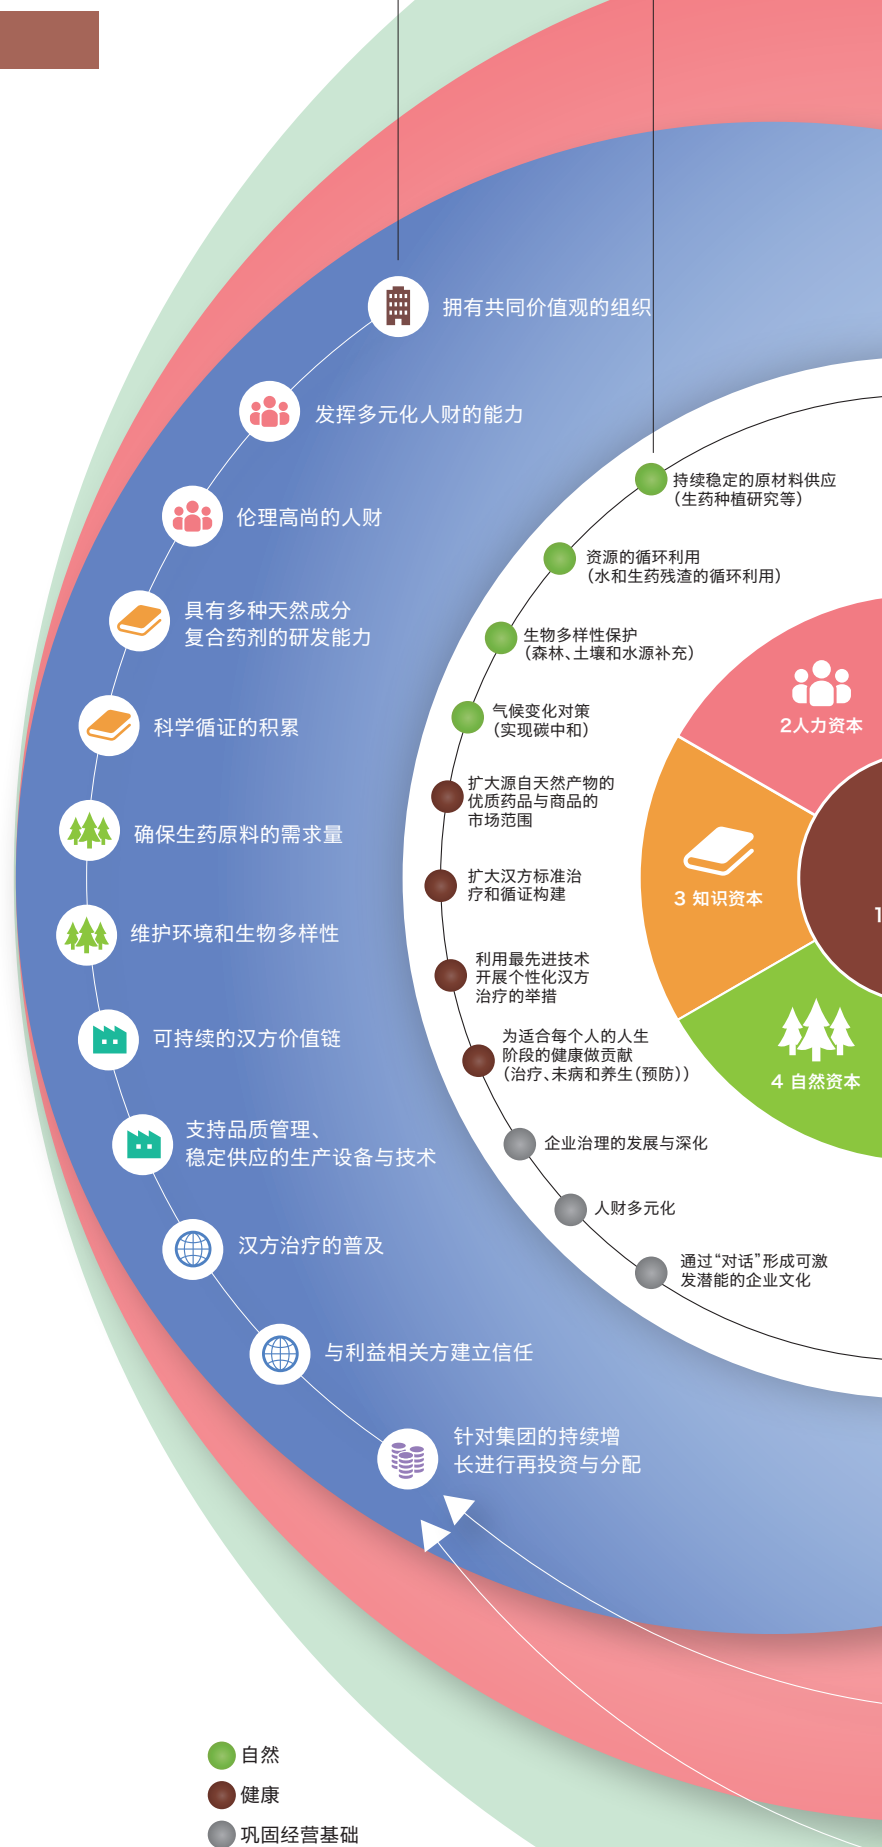 拥有共同价值观的组织
发挥多元化人财的能力
伦理高尚的人财
具有多种天然成分
复合药剂的研发能力
科学循证的积累
确保生药原料的需求量
维护环境和生物多样性
可持续的汉方价值链
支持品质管理、
稳定供应的生产设备与技术
汉方治疗的普及
与利益相关方建立信任
针对集团的持续增
长进行再投资与分配
持续稳定的原材料供应
（生药种植研究等）
资源的循环利用
（水和生药残渣的循环利用）
生物多样性保护
（森林、土壤和水源补充）
气候变化对策
（实现碳中和）
扩大源自天然产物的
优质药品与商品的
市场范围
扩大汉方标准治
疗和循证构建
利用最先进技术
开展个性化汉方
治疗的举措
为适合每个人的人生
阶段的健康做贡献
（治疗、未病和养生（预防））
企业治理的发展与深化
人财多元化
通过“对话”形成可激
发潜能的企业文化
2人力资本
3 知识资本
4 自然资本
1
自然
健康
巩固经营基础